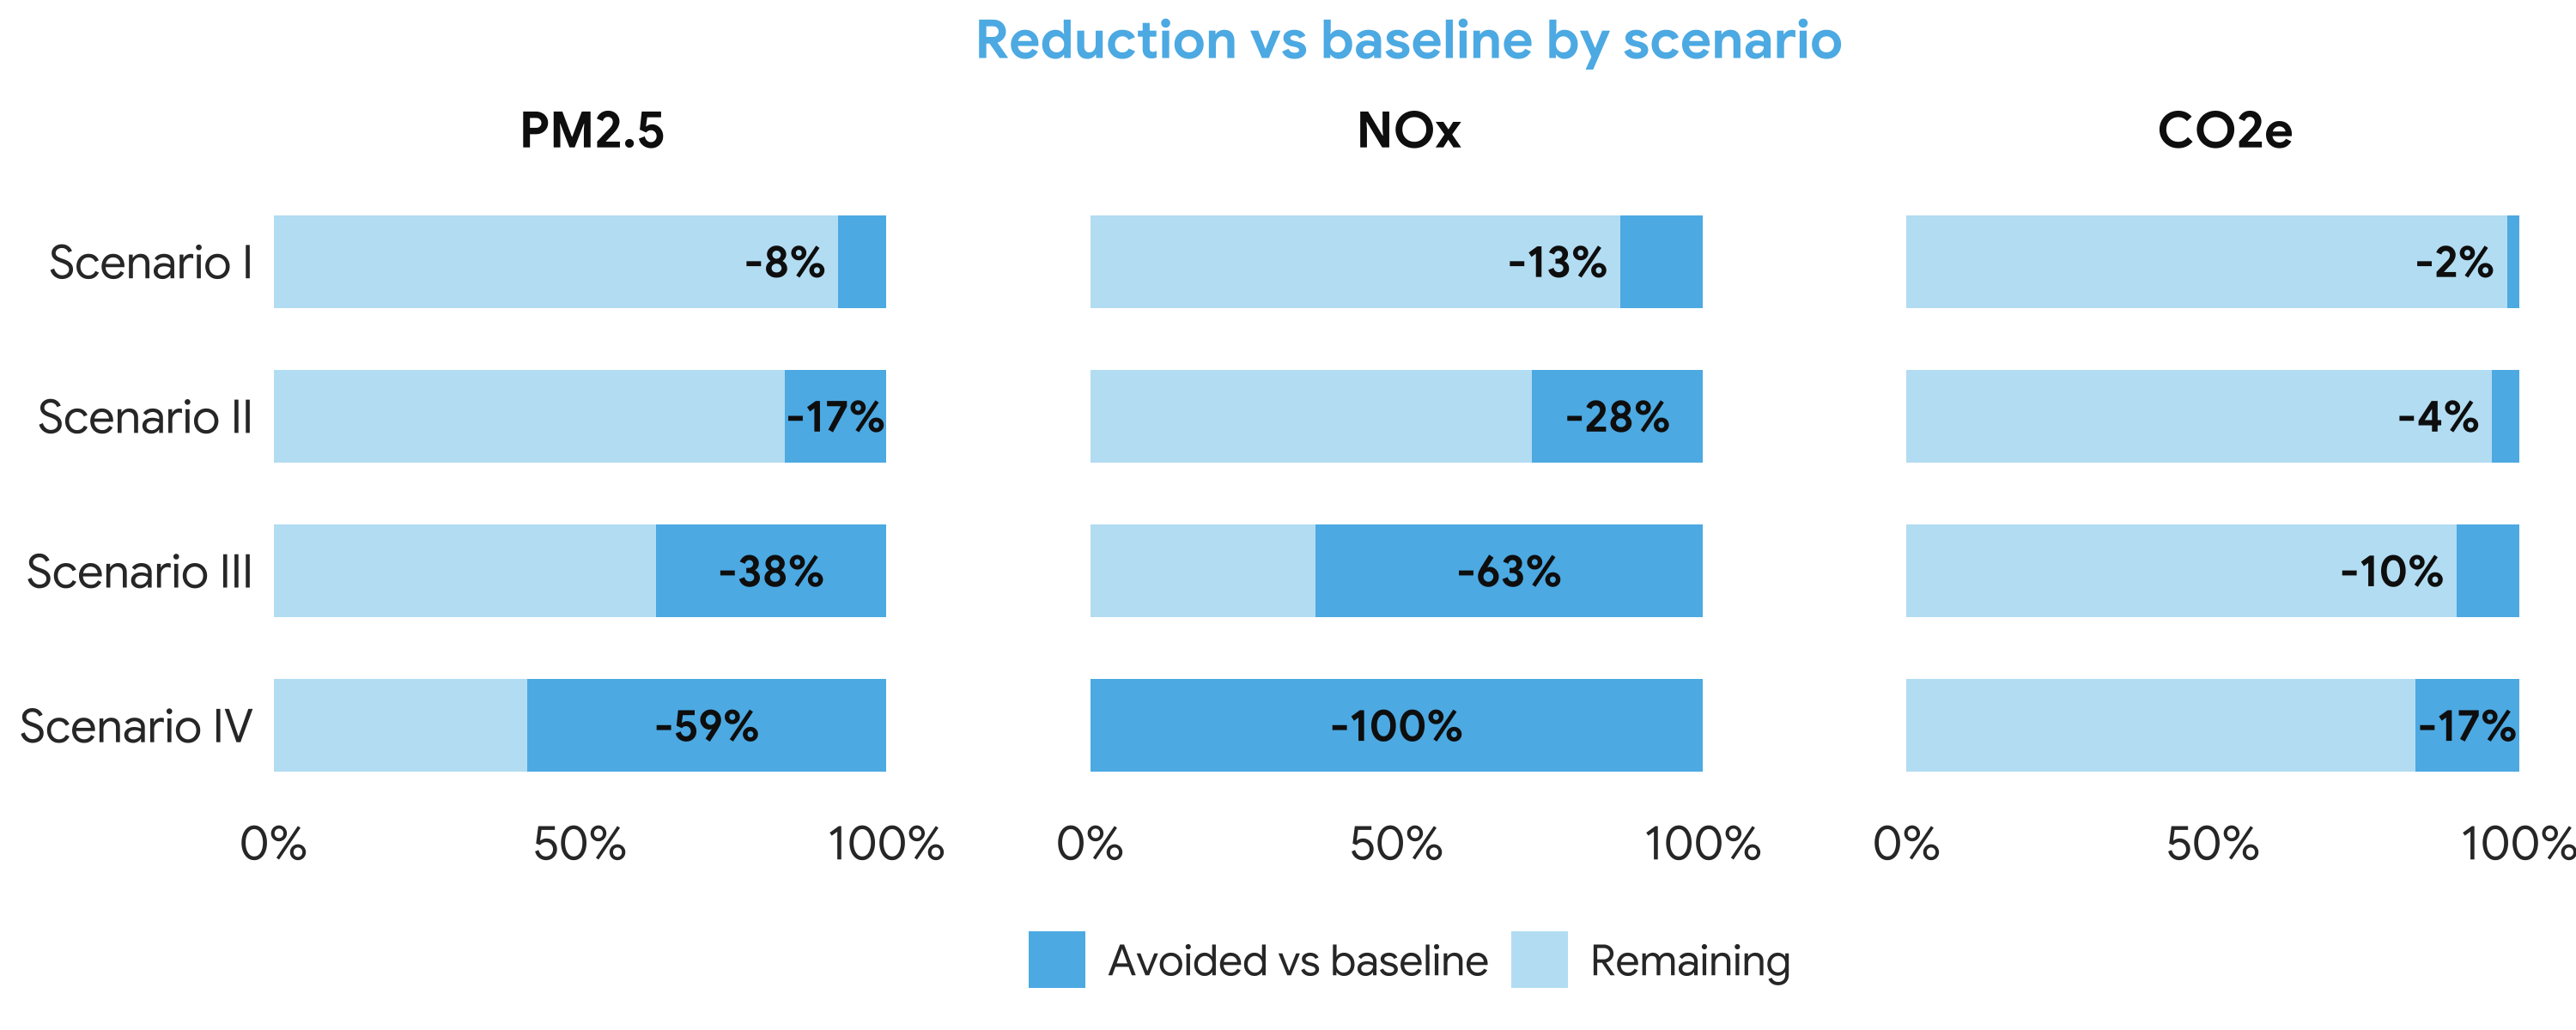 Reduction vs baseline by scenario
PM2.5 NOx CO2e
Scenario I -8% -13% -2%
Scenario II -17% -28% -4%
Scenario III -38% -63% -10%
Scenario IV -59% -100% -17%
0% 50% 100% 0% 50% 100% 0% 50% 100%
Avoided vs baseline Remaining